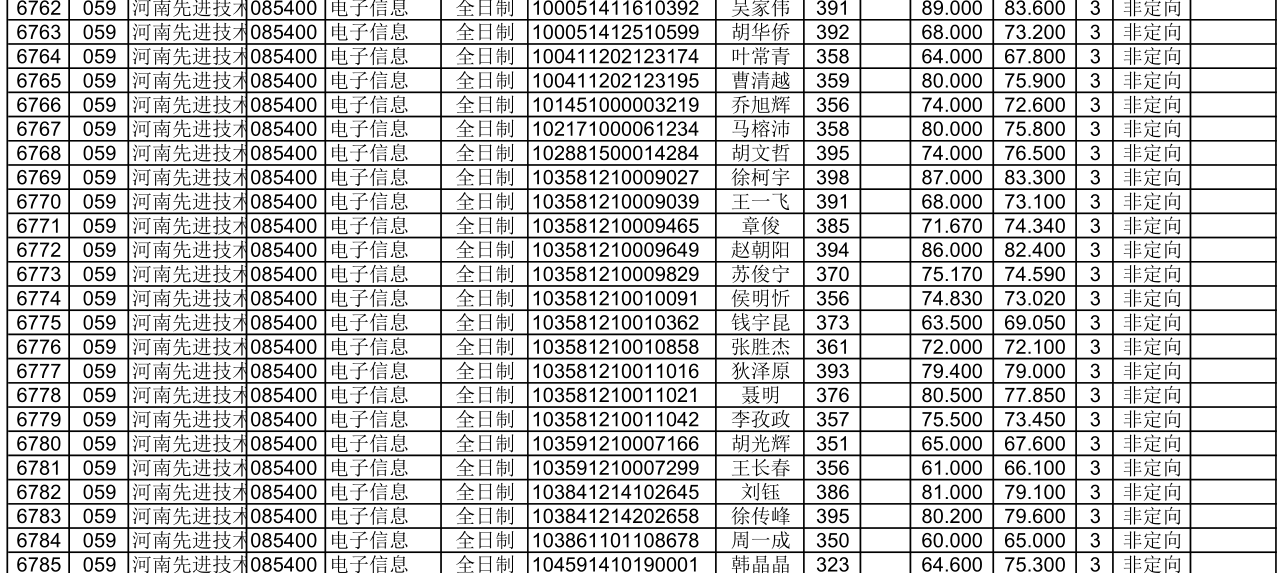 6762 059 河南先进技术 085400 电子信息 全日制 100051411610392 吴家伟 391 89.000 83.600 3 非定向
6763 059 河南先进技术 085400 电子信息 全日制 100051412510599 胡华侨 392 68.000 73.200 3 非定向
6764 059 河南先进技术 085400 电子信息 全日制 100411202123174 叶常青 358 64.000 67.800 3 非定向
6765 059 河南先进技术 085400 电子信息 全日制 100411202123195 曹清越 359 80.000 75.900 3 非定向
6766 059 河南先进技术 085400 电子信息 全日制 101451000003219 乔旭辉 356 74.000 72.600 3 非定向
6767 059 河南先进技术 085400 电子信息 全日制 102171000061234 马榕沛 358 80.000 75.800 3 非定向
6768 059 河南先进技术 085400 电子信息 全日制 102881500014284 胡文哲 395 74.000 76.500 3 非定向
6769 059 河南先进技术 085400 电子信息 全日制 103581210009027 徐柯宇 398 87.000 83.300 3 非定向
6770 059 河南先进技术 085400 电子信息 全日制 103581210009039 王一飞 391 68.000 73.100 3 非定向
6771 059 河南先进技术 085400 电子信息 全日制 103581210009465 章俊 385 71.670 74.340 3 非定向
6772 059 河南先进技术 085400 电子信息 全日制 103581210009649 赵朝阳 394 86.000 82.400 3 非定向
6773 059 河南先进技术 085400 电子信息 全日制 103581210009829 苏俊宁 370 75.170 74.590 3 非定向
6774 059 河南先进技术 085400 电子信息 全日制 103581210010091 侯明忻 356 74.830 73.020 3 非定向
6775 059 河南先进技术 085400 电子信息 全日制 103581210010362 钱宇昆 373 63.500 69.050 3 非定向
6776 059 河南先进技术 085400 电子信息 全日制 103581210010858 张胜杰 361 72.000 72.100 3 非定向
6777 059 河南先进技术 085400 电子信息 全日制 103581210011016 狄泽原 393 79.400 79.000 3 非定向
6778 059 河南先进技术 085400 电子信息 全日制 103581210011021 聂明 376 80.500 77.850 3 非定向
6779 059 河南先进技术 085400 电子信息 全日制 103581210011042 李孜政 357 75.500 73.450 3 非定向
6780 059 河南先进技术 085400 电子信息 全日制 103591210007166 胡光辉 351 65.000 67.600 3 非定向
6781 059 河南先进技术 085400 电子信息 全日制 103591210007299 王长春 356 61.000 66.100 3 非定向
6782 059 河南先进技术 085400 电子信息 全日制 103841214102645 刘钰 386 81.000 79.100 3 非定向
6783 059 河南先进技术 085400 电子信息 全日制 103841214202658 徐传峰 395 80.200 79.600 3 非定向
6784 059 河南先进技术 085400 电子信息 全日制 103861101108678 周一成 350 60.000 65.000 3 非定向
6785 059 河南先进技术 085400 电子信息 全日制 104591410190001 韩晶晶 323 64.600 75.300 3 非定向